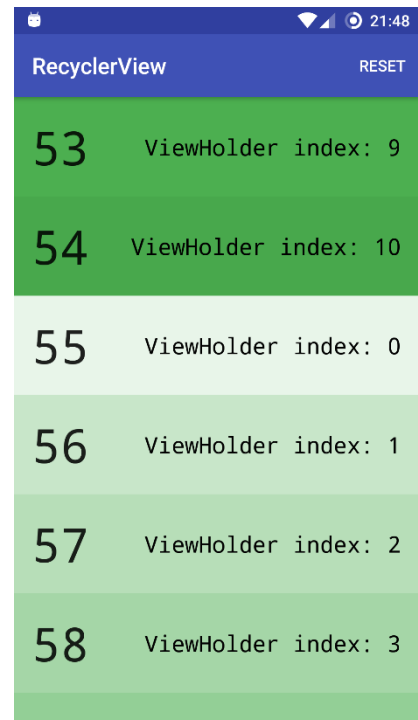 21:48
RecyclerView RESET
53 ViewHolder index: 9
54 ViewHolder index: 10
55 ViewHolder index: 0
56 ViewHolder index: 1
57 ViewHolder index: 2
58 ViewHolder index: 3